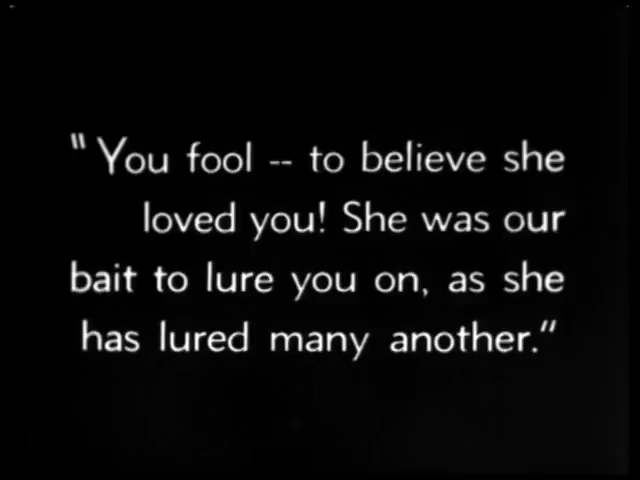 "You fool -- to believe she
loved you! She was our
bait to lure you on, as she
has lured many another."